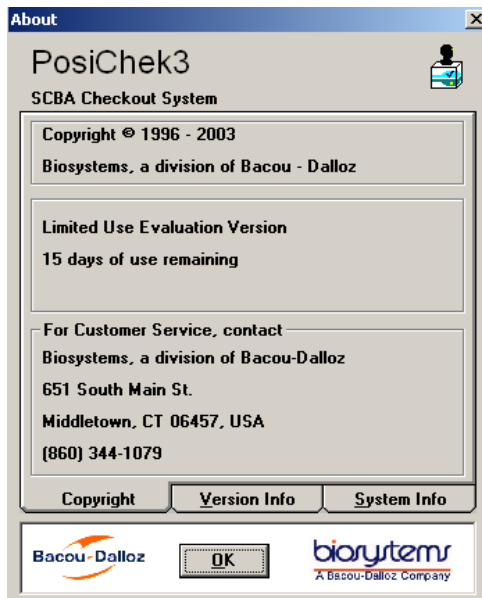 About
PosiChek3
SCBA Checkout System
Copyright © 1996 - 2003
Biosystems, a division of Bacou - Dalloz
Limited Use Evaluation Version
15 days of use remaining
For Customer Service, contact
Biosystems, a division of Bacou-Dalloz
651 South Main St.
Middletown, CT 06457, USA
(860) 344-1079
Copyright Version Info System Info
Bacou-Dalloz OK biosystems
A Bacou-Dalloz Company